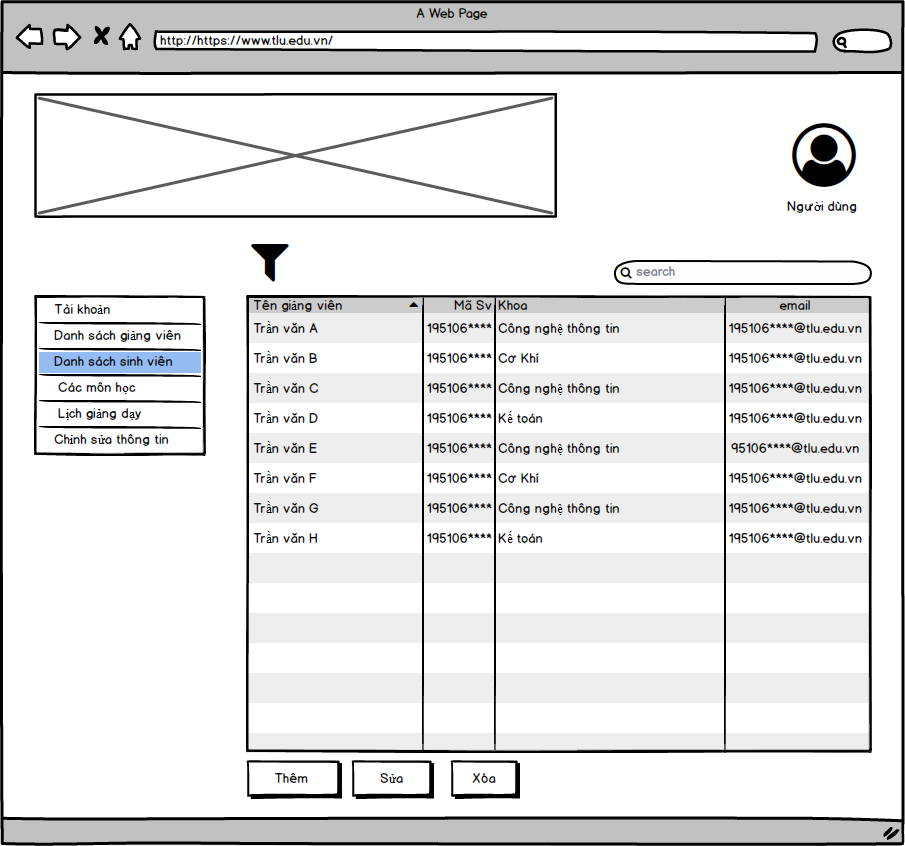 A Web Page
http://https://www.tlu.edu.vn/
Người dùng
search
Tài khoản
Danh sách giảng viên
Danh sách sinh viên
Các môn học
Lịch giảng dạy
Chỉnh sửa thông tin
Tên giảng viên Mã Sv Khoa email
Trần văn A 195106**** Công nghệ thông tin 195106****@tlu.edu.vn
Trần văn B 195106**** Cơ Khí 195106****@tlu.edu.vn
Trần văn C 195106**** Công nghệ thông tin 195106****@tlu.edu.vn
Trần văn D 195106**** Kế toán 195106****@tlu.edu.vn
Trần văn E 195106**** Công nghệ thông tin 95106****@tlu.edu.vn
Trần văn F 195106**** Cơ Khí 195106****@tlu.edu.vn
Trần văn G 195106**** Công nghệ thông tin 195106****@tlu.edu.vn
Trần văn H 195106**** Kế toán 195106****@tlu.edu.vn
Thêm Sửa Xóa